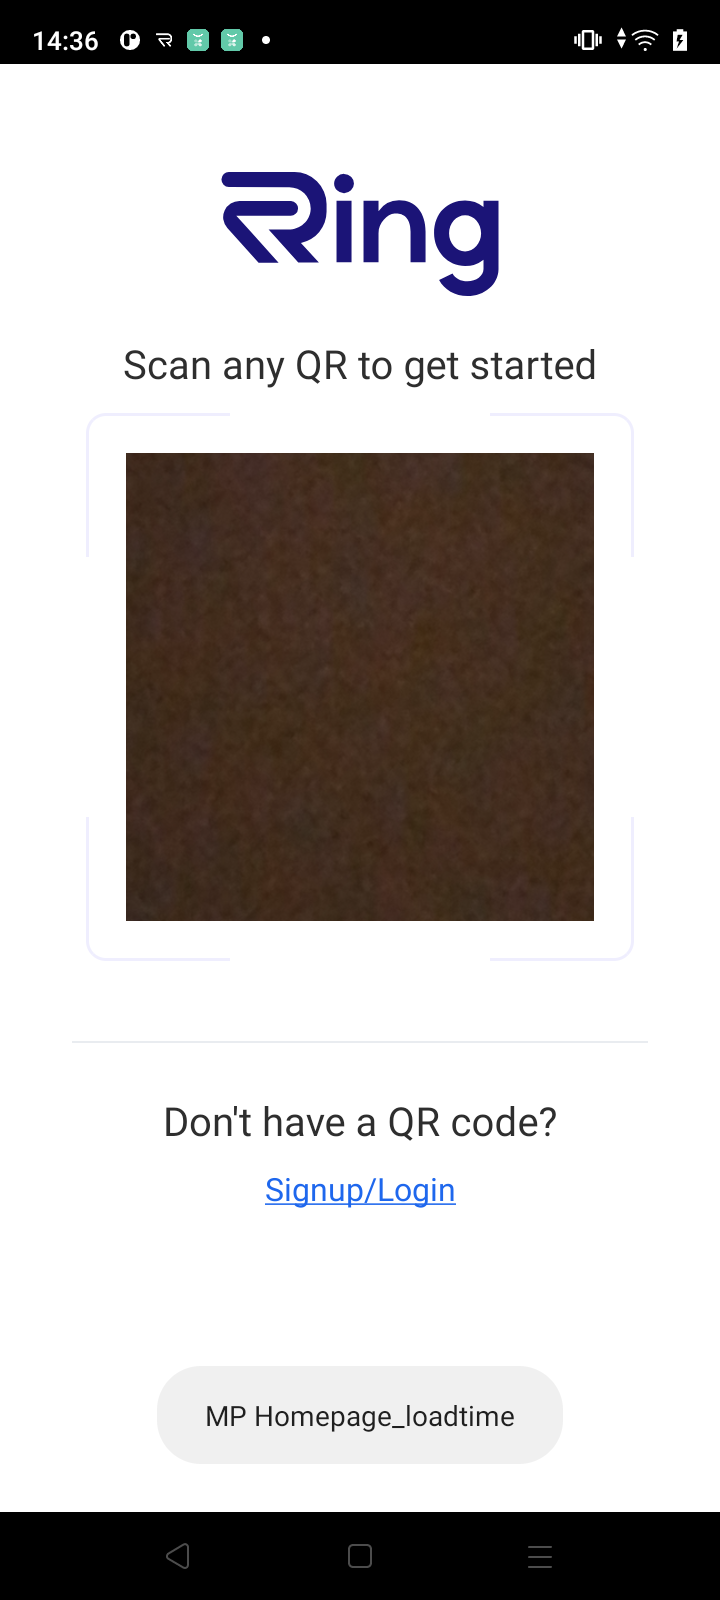 14:36
Ring
Scan any QR to get started
Don't have a QR code?
Signup/Login
MP Homepage_loadtime